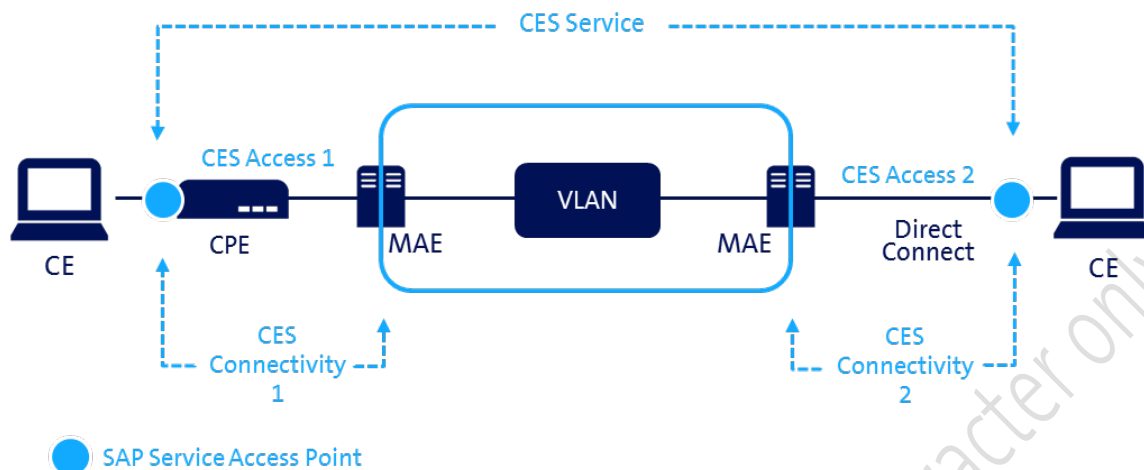 CES Service
CES Access 1
CES Access 2
VLAN
CE
CPE
MAE
MAE
Direct
Connect
CE
CES
Connectivity
1
CES
Connectivity
2
SAP Service Access Point
only